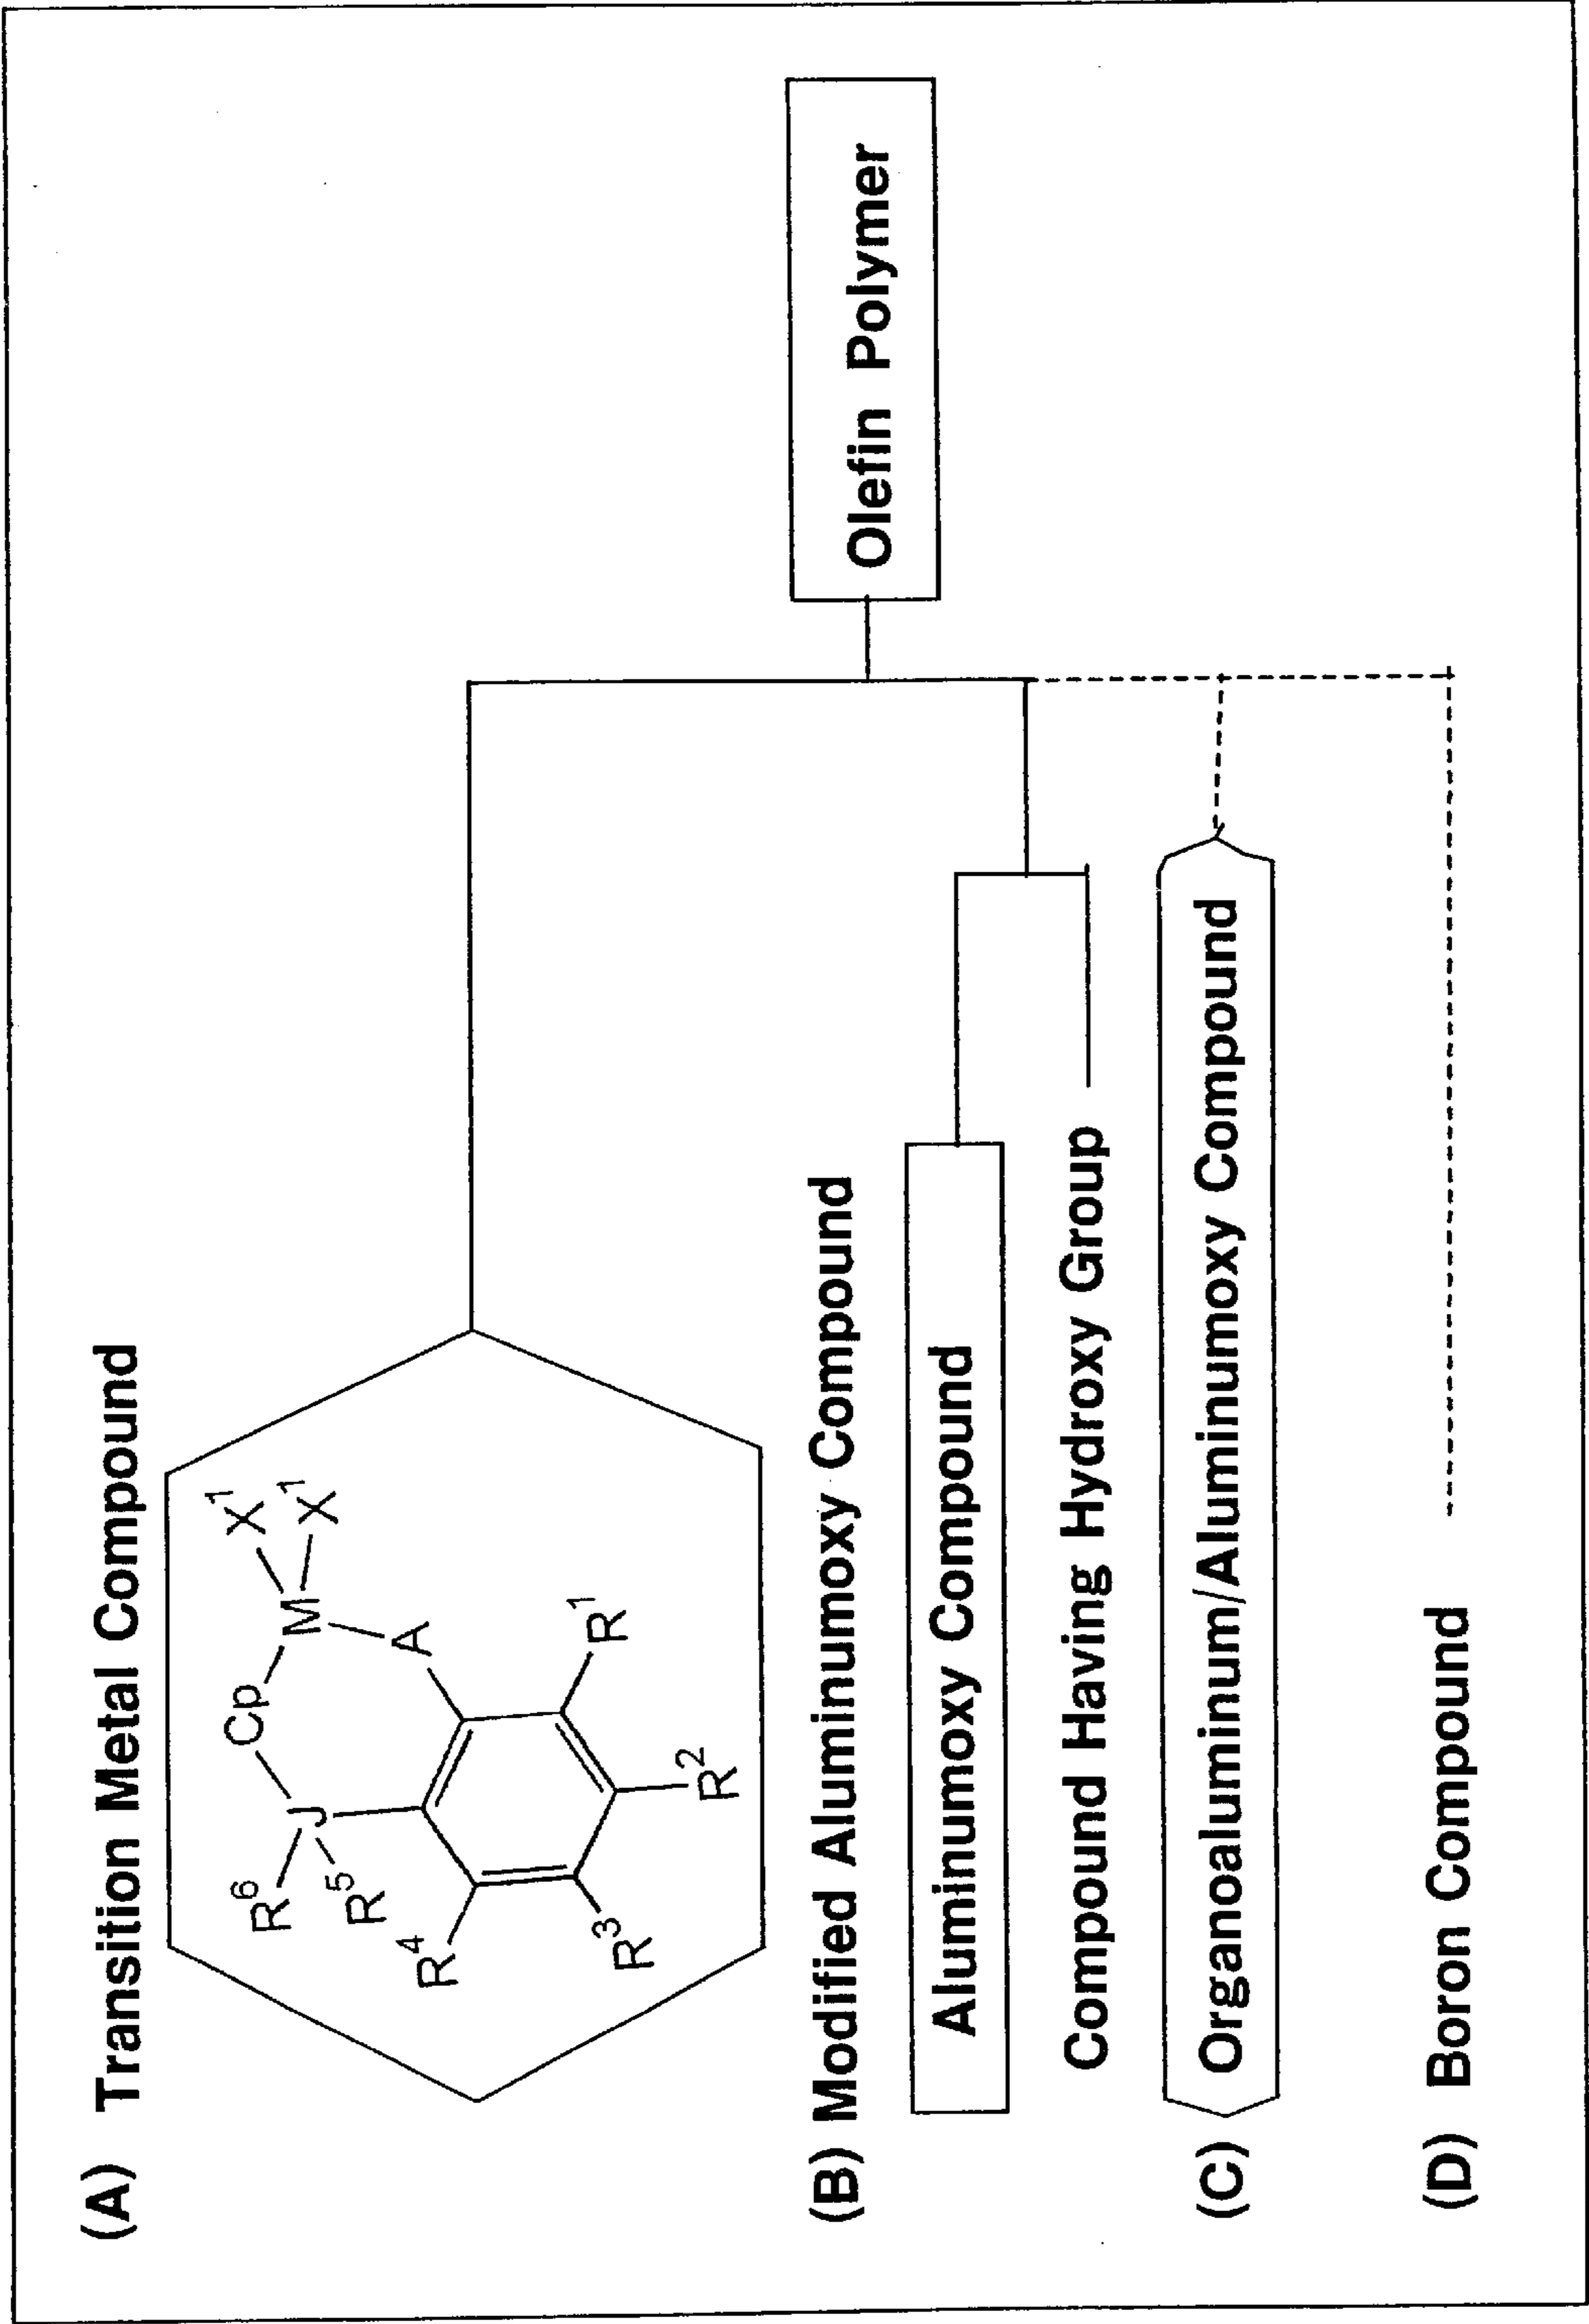 (A) Transition Metal Compound
R⁶
Cp
X¹
J
M
X¹
R⁵
A
R⁴
R¹
R³
R²
Olefin Polymer
(B) Modified Aluminumoxy Compound
Aluminumoxy Compound
Compound Having Hydroxy Group
(C) Organoaluminum/Aluminumoxy Compound
(D) Boron Compound